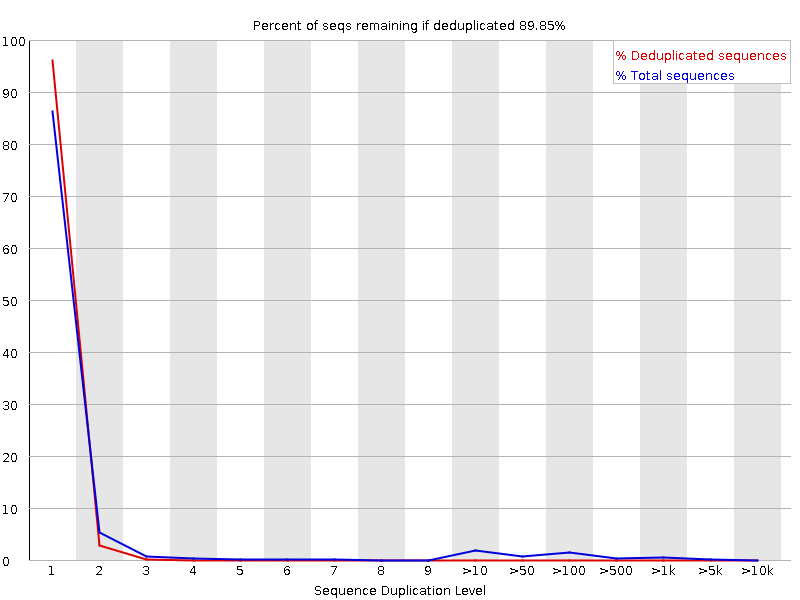 Percent of seqs remaining if deduplicated 89.85%
% Deduplicated sequences
% Total sequences
100
90
80
70
60
50
40
30
20
10
0
1 2 3 4 5 6 7 8 9 >10 >50 >100 >500 >1k >5k >10k
Sequence Duplication Level